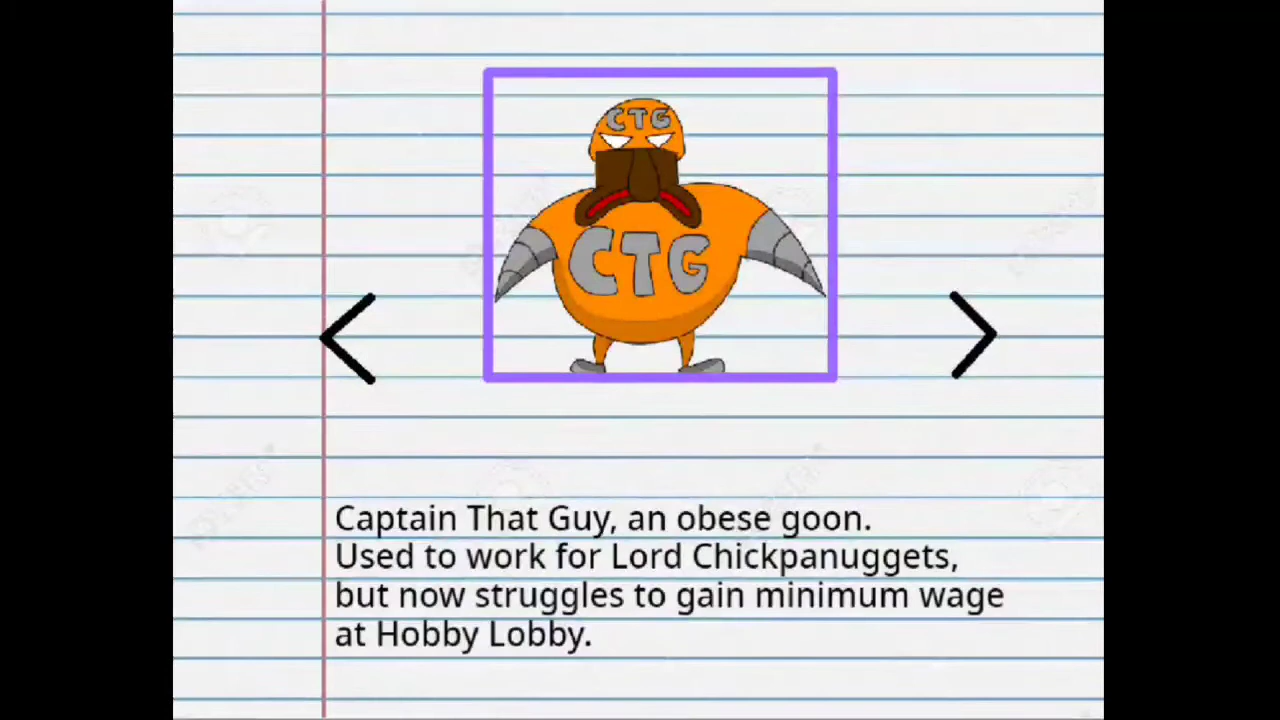 CTG
CTG
Captain That Guy, an obese goon.
Used to work for Lord Chickpanuggets,
but now struggles to gain minimum wage
at Hobby Lobby.